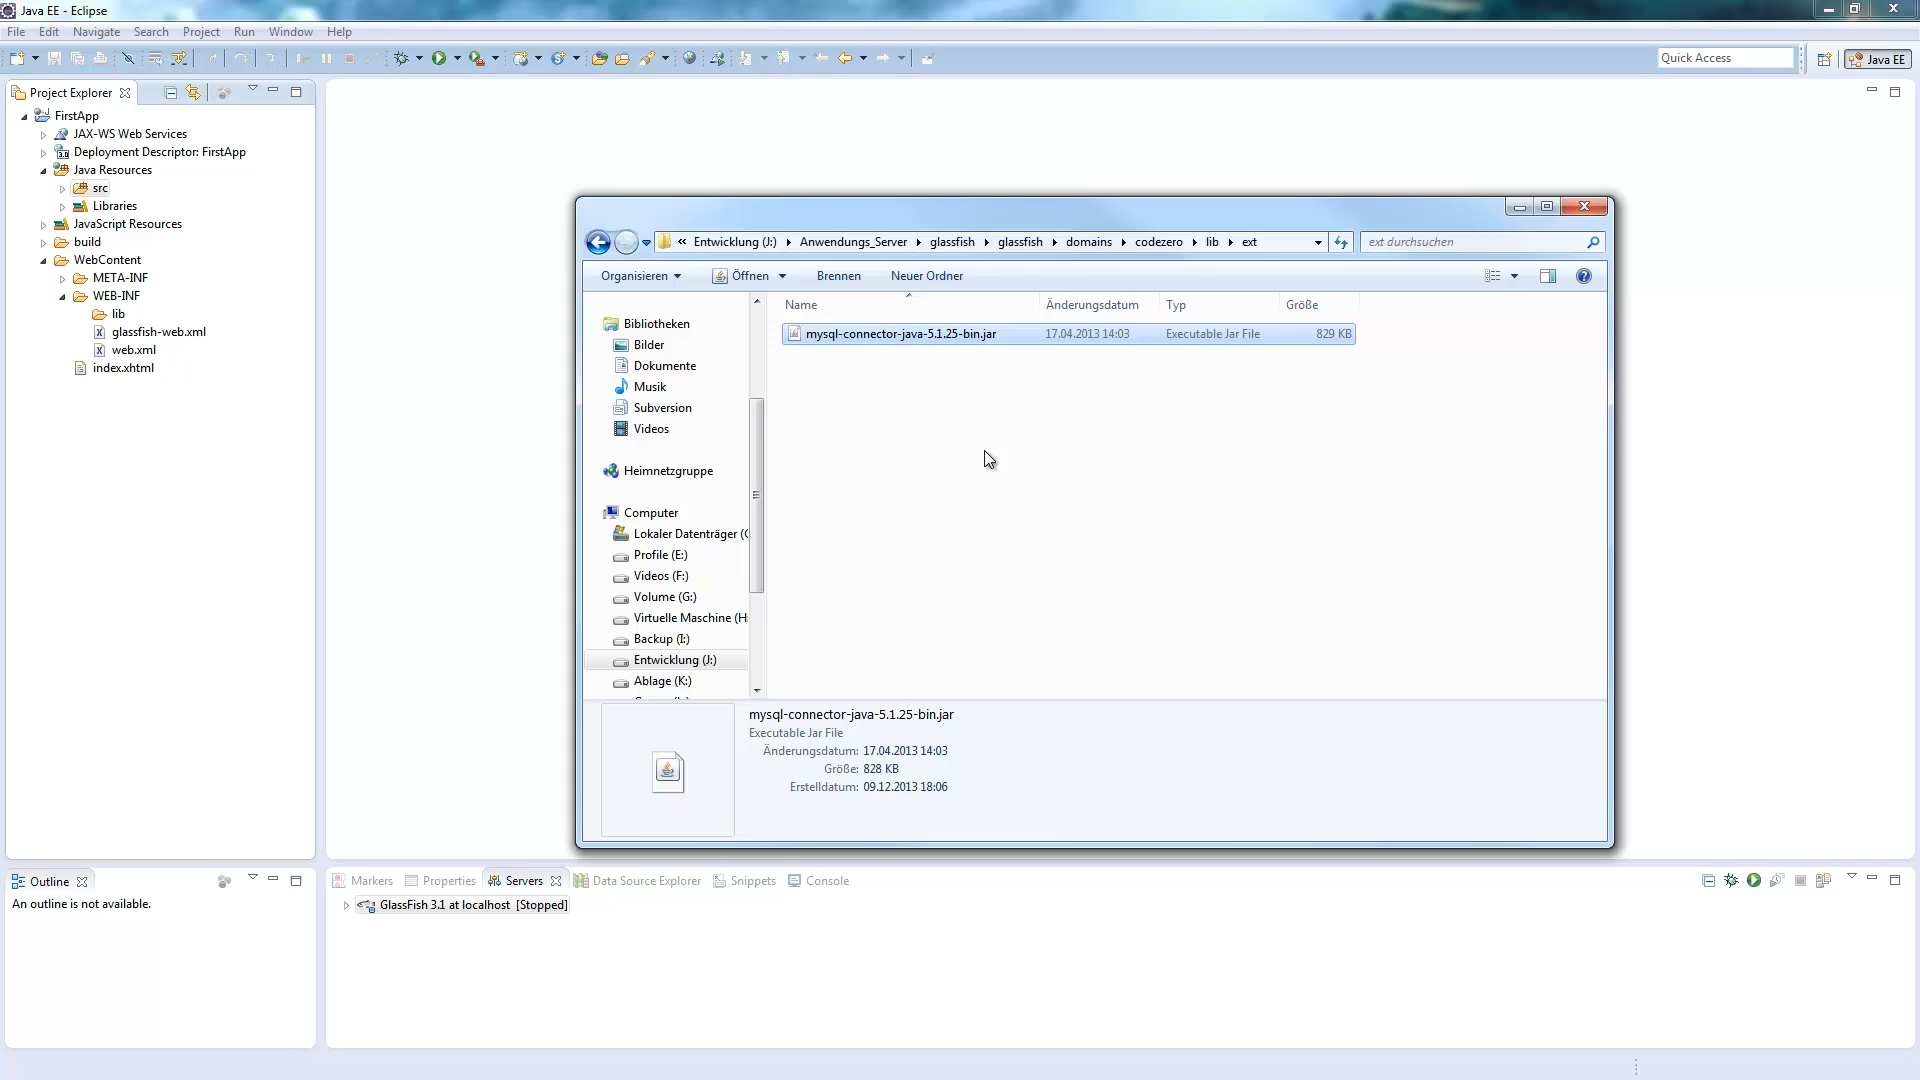 Java EE - Eclipse
File Edit Navigate Search Project Run Window Help
Quick Access
Java EE
Project Explorer
FirstApp
JAX-WS Web Services
Deployment Descriptor: FirstApp
Java Resources
src
Libraries
JavaScript Resources
build
WebContent
META-INF
WEB-INF
lib
glassfish-web.xml
web.xml
index.xhtml
« Entwicklung (J:) Anwendungs_Server glassfish glassfish domains codezero lib ext
ext durchsuchen
Organisieren Öffnen Brennen Neuer Ordner
Bibliotheken
Bilder
Dokumente
Musik
Subversion
Videos
Heimnetzgruppe
Computer
Lokaler Datenträger (
Profile (E:)
Videos (F:)
Volume (G:)
Virtuelle Maschine (H
Backup (I:)
Entwicklung (J:)
Ablage (K:)
Name Änderungsdatum Typ Größe
mysql-connector-java-5.1.25-bin.jar 17.04.2013 14:03 Executable Jar File 829 KB
mysql-connector-java-5.1.25-bin.jar
Executable Jar File
Änderungsdatum: 17.04.2013 14:03
Größe: 828 KB
Erstelldatum: 09.12.2013 18:06
Outline
An outline is not available.
Markers Properties Servers Data Source Explorer Snippets Console
GlassFish 3.1 at localhost [Stopped]